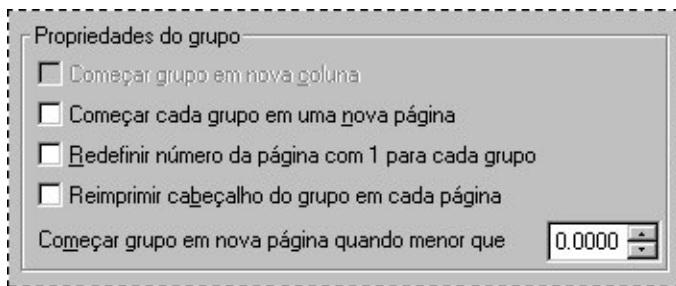 Propriedades do grupo
Começar grupo em nova coluna
Começar cada grupo em uma nova página
Redefinir número da página com 1 para cada grupo
Reimprimir cabeçalho do grupo em cada página
Começar grupo em nova página quando menor que 0.0000